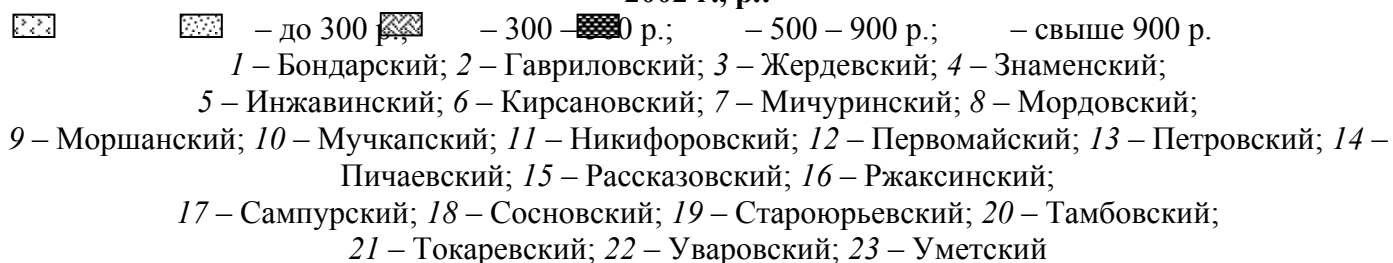 – до 300 р.; – 300 – р.; – 500 – 900 р.; – свыше 900 р.
1 – Бондарский; 2 – Гавриловский; 3 – Жердевский; 4 – Знаменский;
5 – Инжавинский; 6 – Кирсановский; 7 – Мичуринский; 8 – Мордовский;
9 – Моршанский; 10 – Мучкапский; 11 – Никифоровский; 12 – Первомайский; 13 – Петровский; 14 –
Пичаевский; 15 – Рассказовский; 16 – Ржаксинский;
17 – Сампурский; 18 – Сосновский; 19 – Староюрьевский; 20 – Тамбовский;
21 – Токаревский; 22 – Уваровский; 23 – Уметский